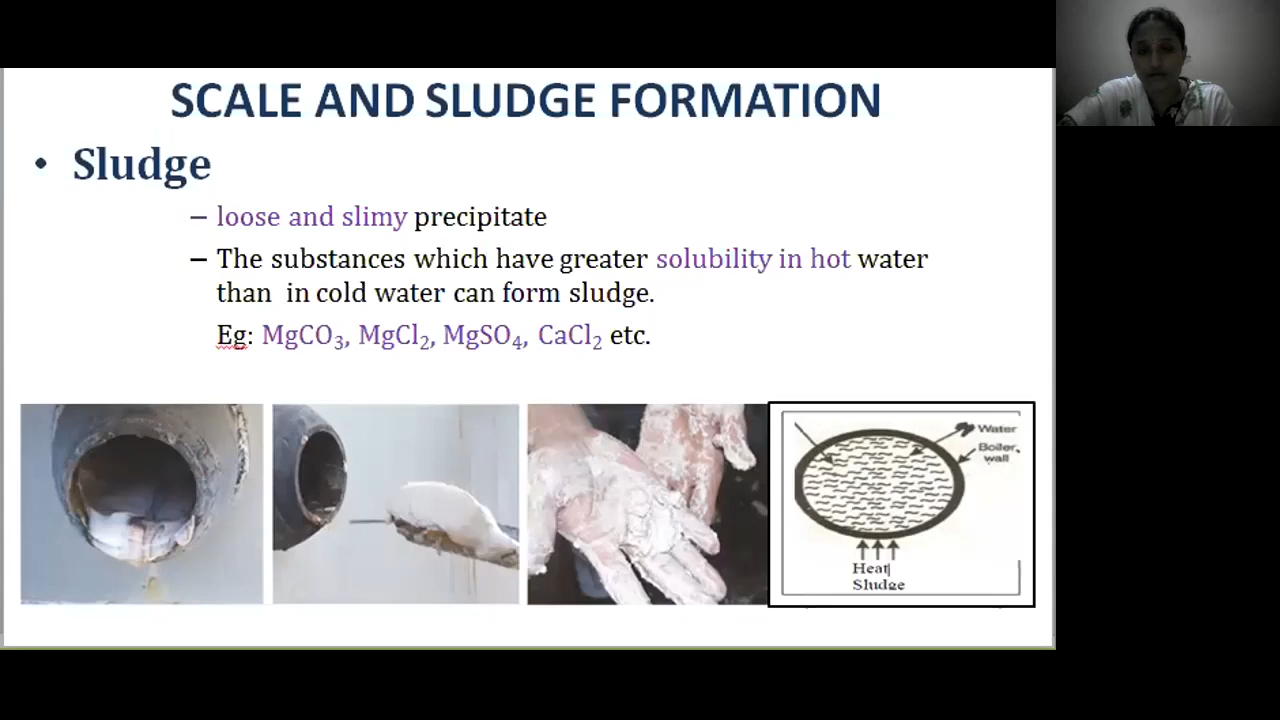 SCALE AND SLUDGE FORMATION
• Sludge
– loose and slimy precipitate
– The substances which have greater solubility in hot water
than in cold water can form sludge.
Eg: MgCO₃, MgCl₂, MgSO₄, CaCl₂ etc.
Water
Boiler
wall
Heat
Sludge